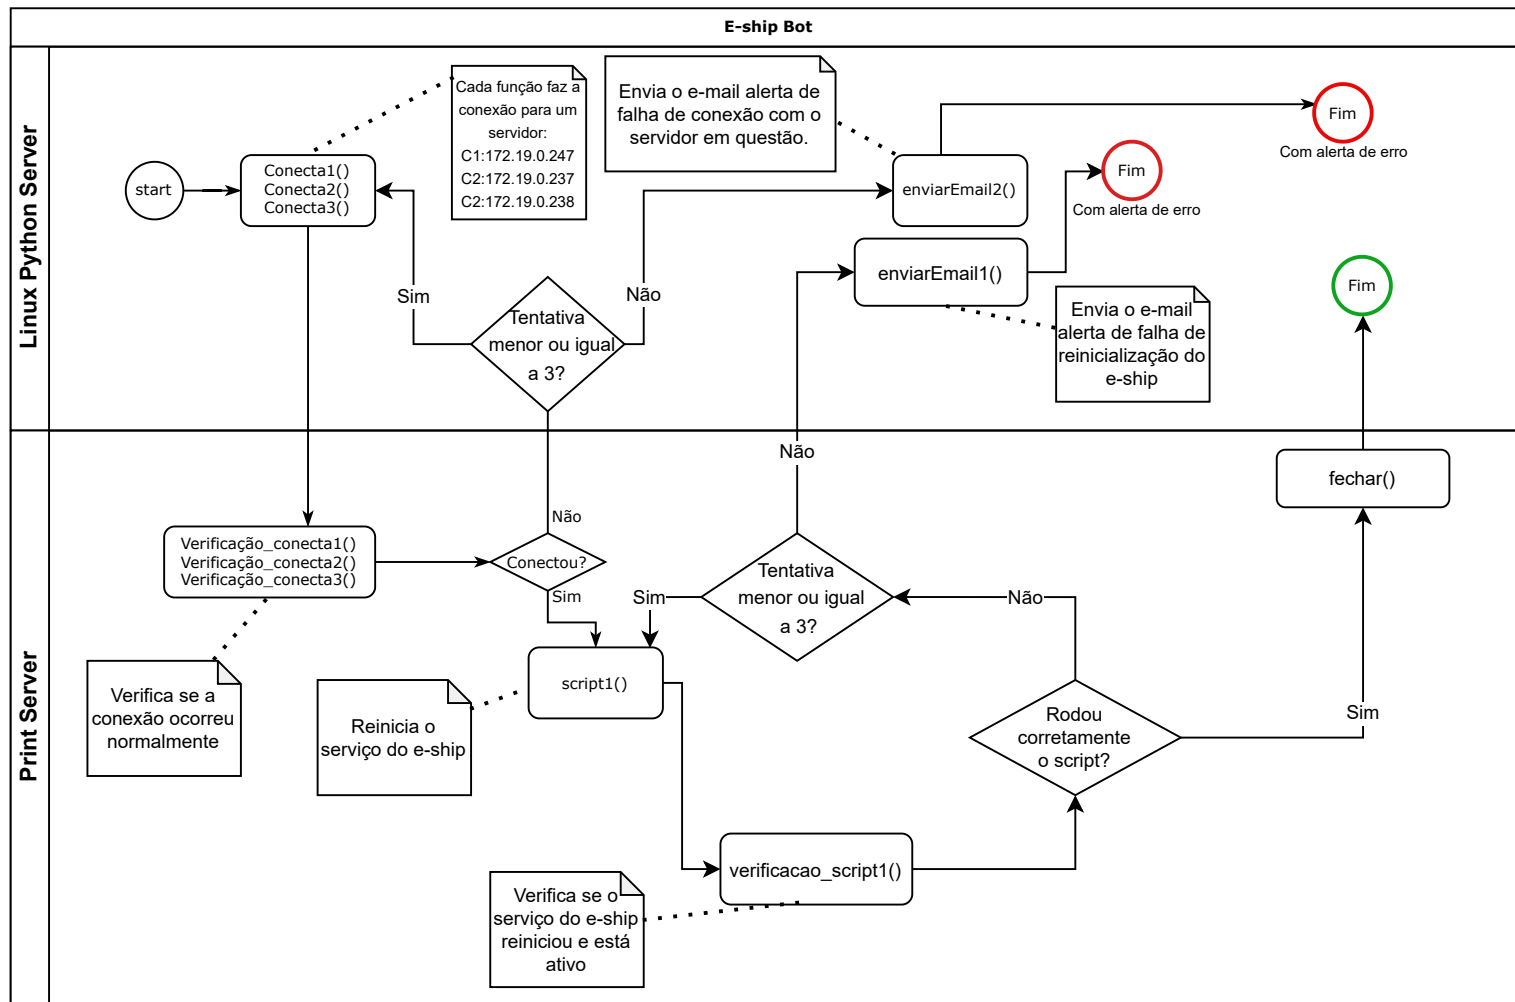 E-ship Bot
Linux Python Server
start
Conecta1()
Conecta2()
Conecta3()
Cada função faz a
conexão para um
servidor:
C1:172.19.0.247
C2:172.19.0.237
C2:172.19.0.238
Envia o e-mail alerta de
falha de conexão com o
servidor em questão.
enviarEmail2()
Fim
Com alerta de erro
Fim
Com alerta de erro
enviarEmail1()
Envia o e-mail
alerta de falha de
reinicialização do
e-ship
Fim
Sim
Tentativa
menor ou igual
a 3?
Não
Print Server
Verificação_conecta1()
Verificação_conecta2()
Verificação_conecta3()
Verifica se a
conexão ocorreu
normalmente
Não
Conectou?
Sim
script1()
Reinicia o
serviço do e-ship
Sim
Tentativa
menor ou igual
a 3?
Não
Não
Rodou
corretamente
o script?
Sim
fechar()
verificacao_script1()
Verifica se o
serviço do e-ship
reiniciou e está
ativo